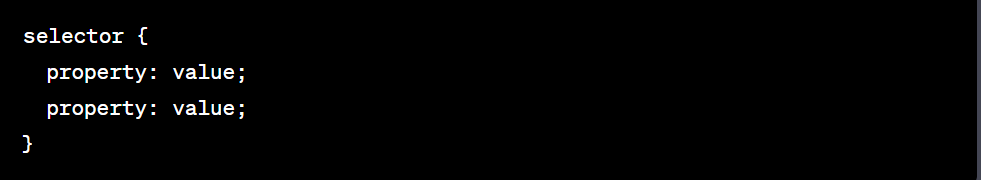 selector {
  property: value;
  property: value;
}